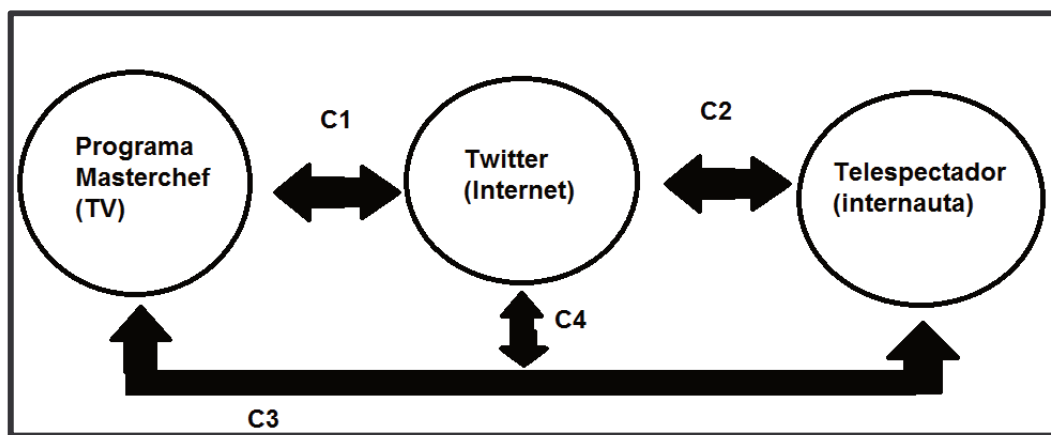 C1
C2
Programa
Masterchef
(TV)
Twitter
(Internet)
Telespectador
(internauta)
C4
C3